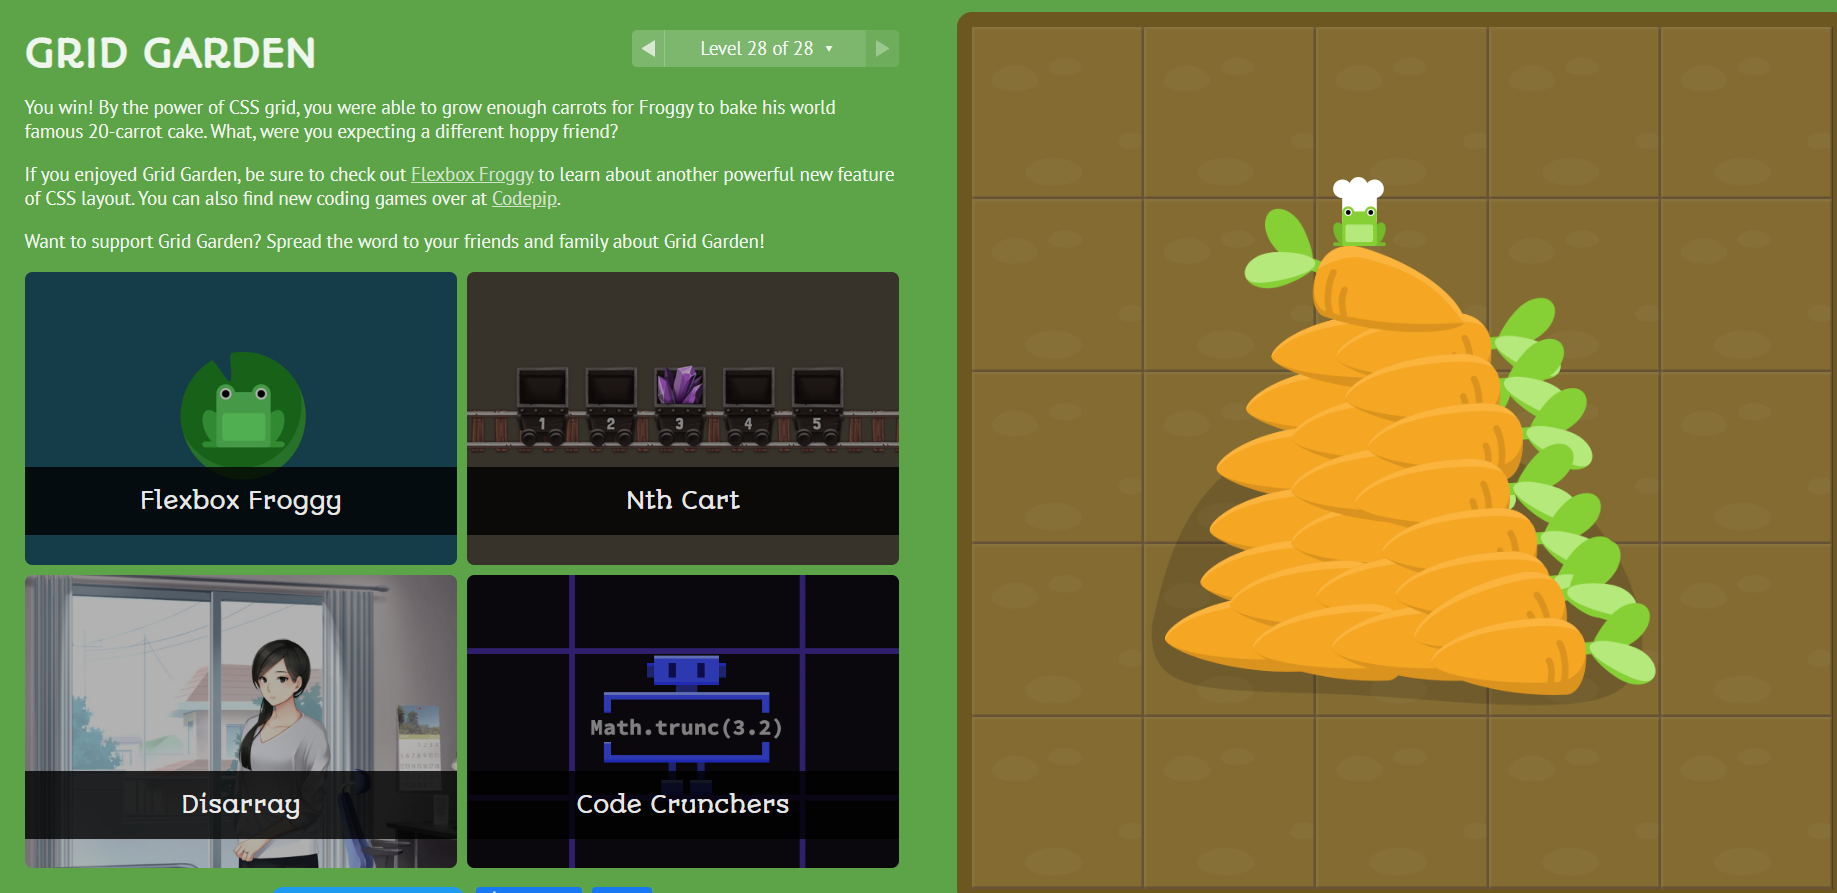 GRID GARDEN
Level 28 of 28
You win! By the power of CSS grid, you were able to grow enough carrots for Froggy to bake his world
famous 20-carrot cake. What, were you expecting a different hoppy friend?
If you enjoyed Grid Garden, be sure to check out Flexbox Froggy to learn about another powerful new feature
of CSS layout. You can also find new coding games over at Codepip.
Want to support Grid Garden? Spread the word to your friends and family about Grid Garden!
1 2 3 4 5
Flexbox Froggy
Nth Cart
Math.trunc(3.2)
Disarray
Code Crunchers